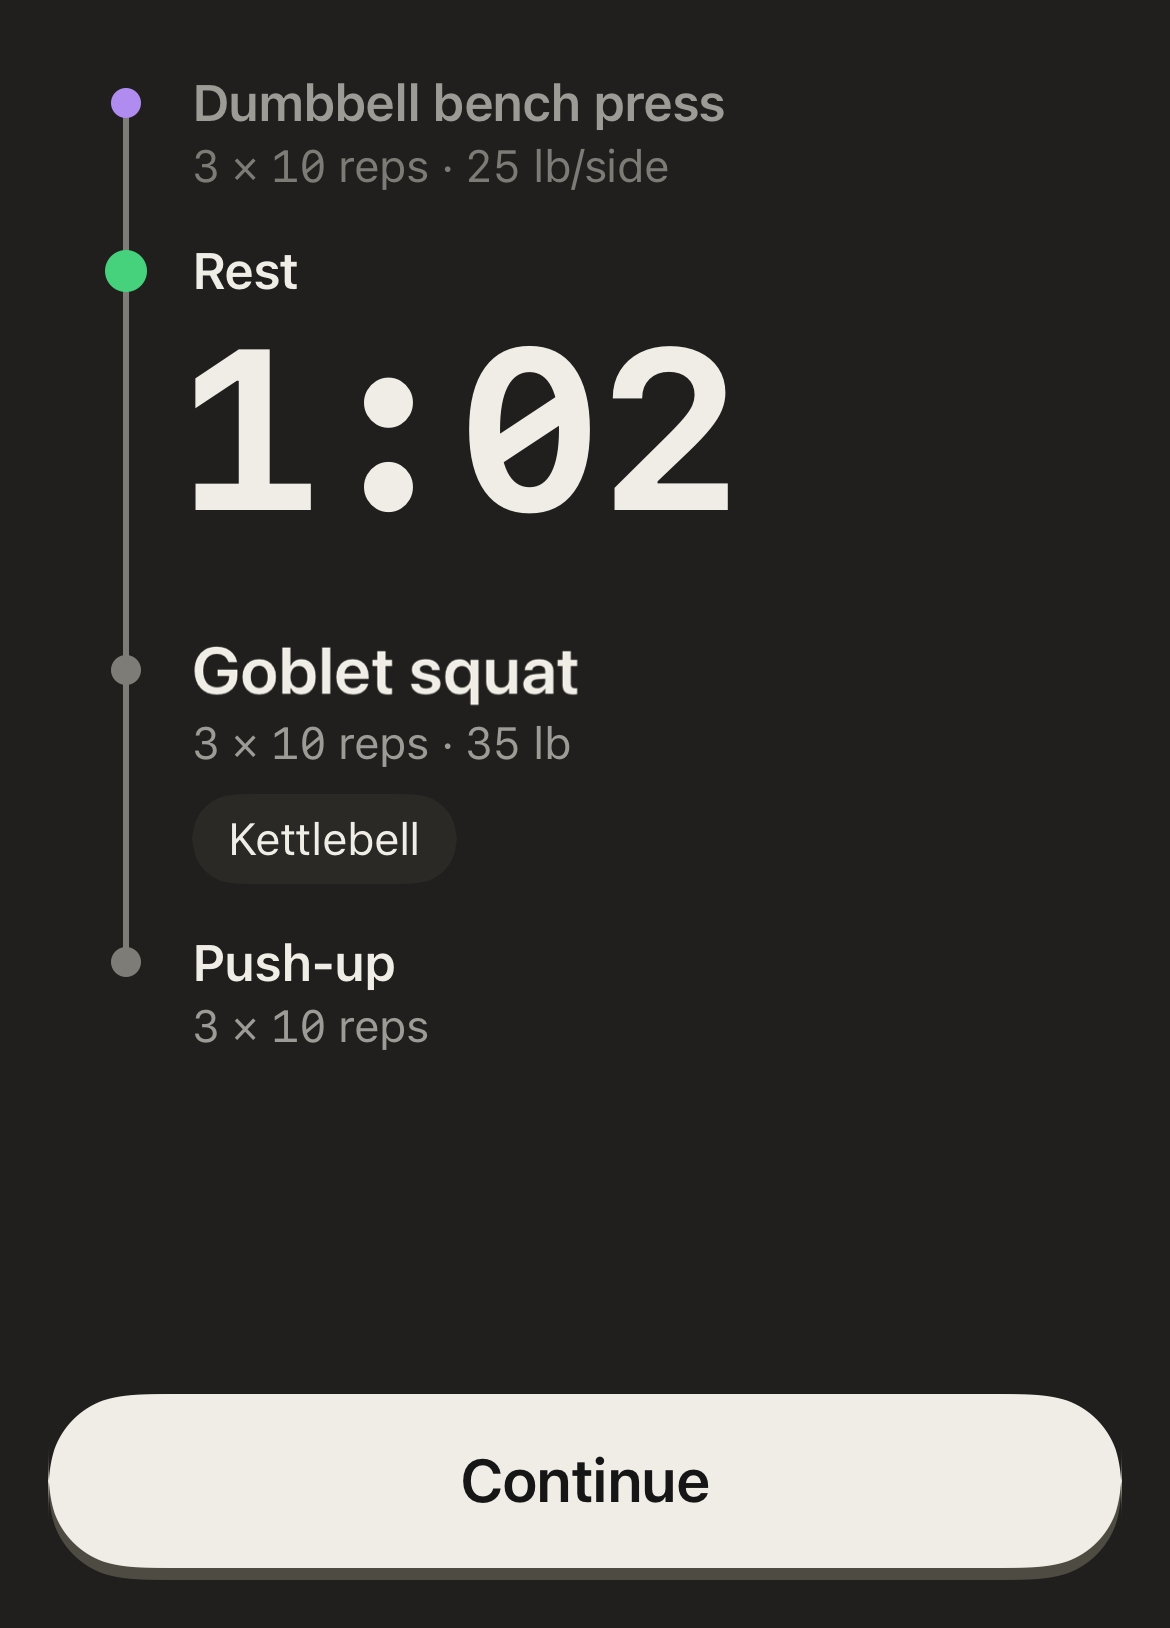 Dumbbell bench press
3 × 10 reps · 25 lb/side
Rest
1:02
Goblet squat
3 × 10 reps · 35 lb
Kettlebell
Push-up
3 × 10 reps
Continue